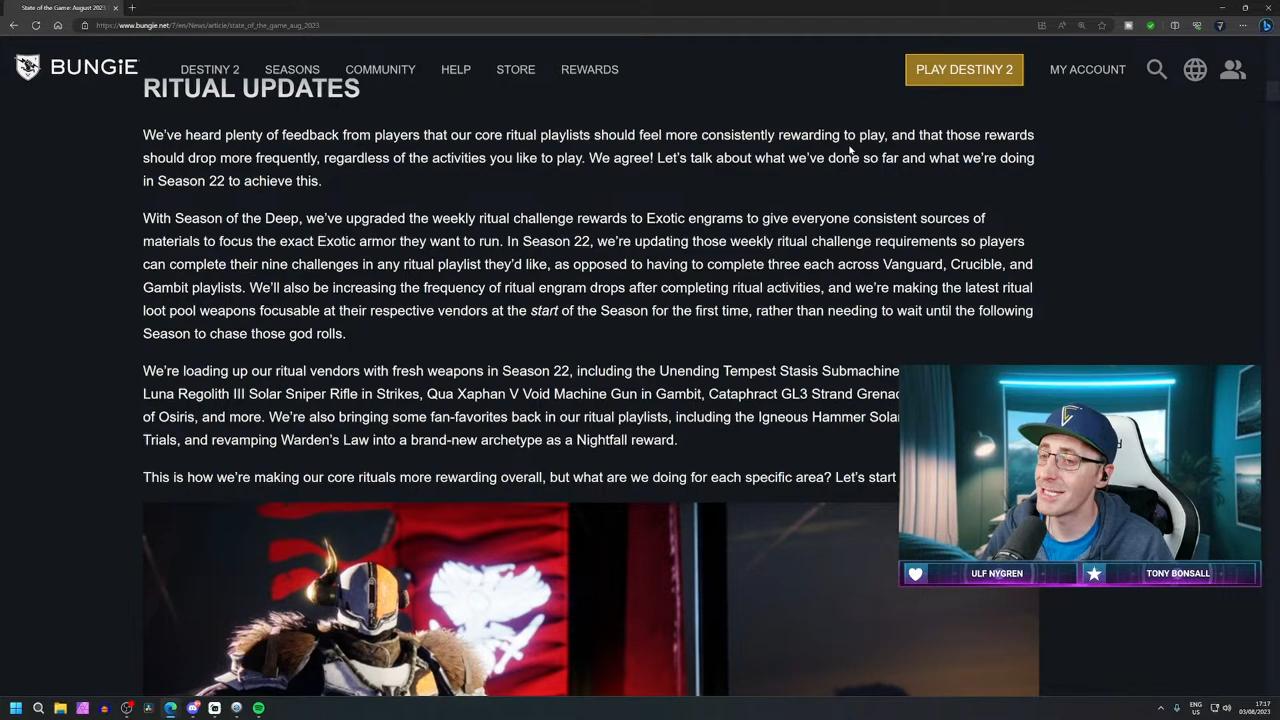 State of the Game: August 2023
https://www.bungie.net/7/en/News/article/state_of_the_game_aug_2023
BUNGiE
DESTINY 2
SEASONS
COMMUNITY
HELP
STORE
REWARDS
PLAY DESTINY 2
MY ACCOUNT
RITUAL UPDATES
We've heard plenty of feedback from players that our core ritual playlists should feel more consistently rewarding to play, and that those rewards
should drop more frequently, regardless of the activities you like to play. We agree! Let's talk about what we've done so far and what we're doing
in Season 22 to achieve this.
With Season of the Deep, we've upgraded the weekly ritual challenge rewards to Exotic engrams to give everyone consistent sources of
materials to focus the exact Exotic armor they want to run. In Season 22, we're updating those weekly ritual challenge requirements so players
can complete their nine challenges in any ritual playlist they'd like, as opposed to having to complete three each across Vanguard, Crucible, and
Gambit playlists. We'll also be increasing the frequency of ritual engram drops after completing ritual activities, and we're making the latest ritual
loot pool weapons focusable at their respective vendors at the start of the Season for the first time, rather than needing to wait until the following
Season to chase those god rolls.
We're loading up our ritual vendors with fresh weapons in Season 22, including the Unending Tempest Stasis Submachine
Luna Regolith III Solar Sniper Rifle in Strikes, Qua Xaphan V Void Machine Gun in Gambit, Cataphract GL3 Strand Grenad
of Osiris, and more. We're also bringing some fan-favorites back in our ritual playlists, including the Igneous Hammer Solar
Trials, and revamping Warden's Law into a brand-new archetype as a Nightfall reward.
This is how we're making our core rituals more rewarding overall, but what are we doing for each specific area? Let's start
ULF NYGREN
TONY BONSALL
ENG
US
17:17
03/08/2023